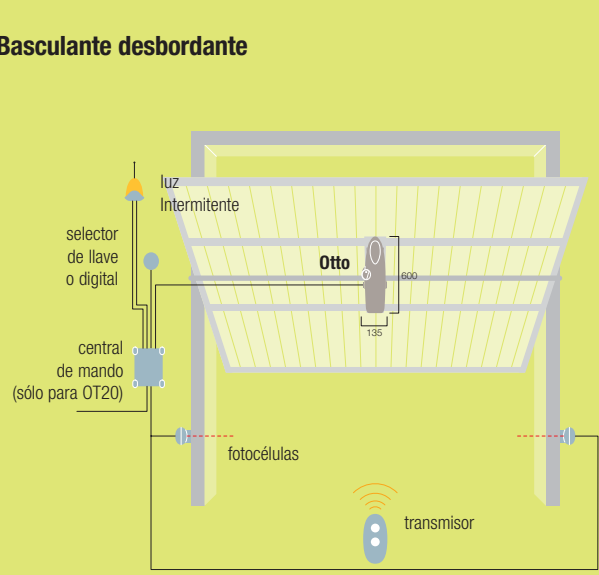 Basculante desbordante
luz
Intermitente
selector
de llave
o digital
Otto
600
135
central
de mando
(sólo para OT20)
fotocélulas
transmisor